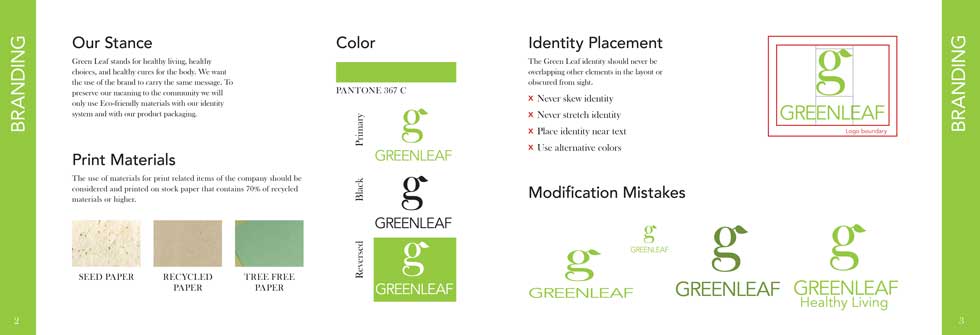 BRANDING
Our Stance
Green Leaf stands for healthy living, healthy
choices, and healthy cures for the body. We want
the use of the brand to carry the same message. To
preserve our meaning to the community we will
only use Eco-friendly materials with our identity
system and with our product packaging.
Print Materials
The use of materials for print related items of the company should be
considered and printed on stock paper that contains 70% of recycled
materials or higher.
SEED PAPER
RECYCLED
PAPER
TREE FREE
PAPER
2
Color
PANTONE 367 C
Primary
g
GREENLEAF
Black
g
GREENLEAF
Reversed
g
GREENLEAF
Identity Placement
The Green Leaf identity should never be
overlapping other elements in the layout or
obscured from sight.
x Never skew identity
x Never stretch identity
x Place identity near text
x Use alternative colors
g
GREENLEAF
Logo boundary
Modification Mistakes
g
GREENLEAF
g
GREENLEAF
g
GREENLEAF
g
GREENLEAF
Healthy Living
BRANDING
3